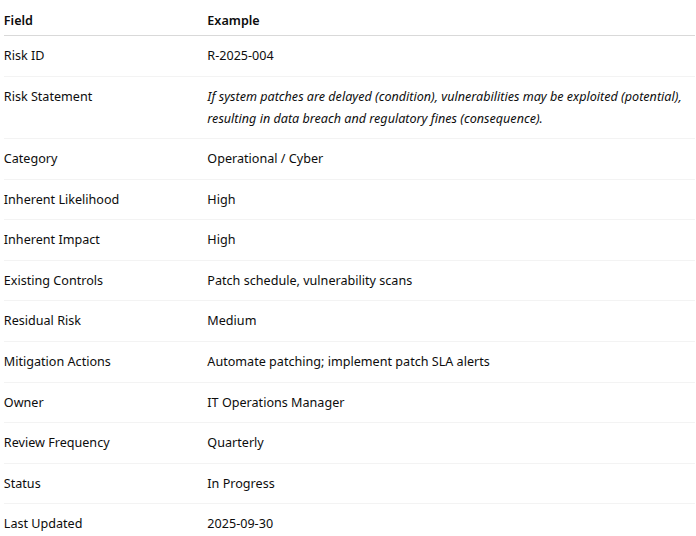 Field Example
Risk ID R-2025-004
Risk Statement If system patches are delayed (condition), vulnerabilities may be exploited (potential),
resulting in data breach and regulatory fines (consequence).
Category Operational / Cyber
Inherent Likelihood High
Inherent Impact High
Existing Controls Patch schedule, vulnerability scans
Residual Risk Medium
Mitigation Actions Automate patching; implement patch SLA alerts
Owner IT Operations Manager
Review Frequency Quarterly
Status In Progress
Last Updated 2025-09-30